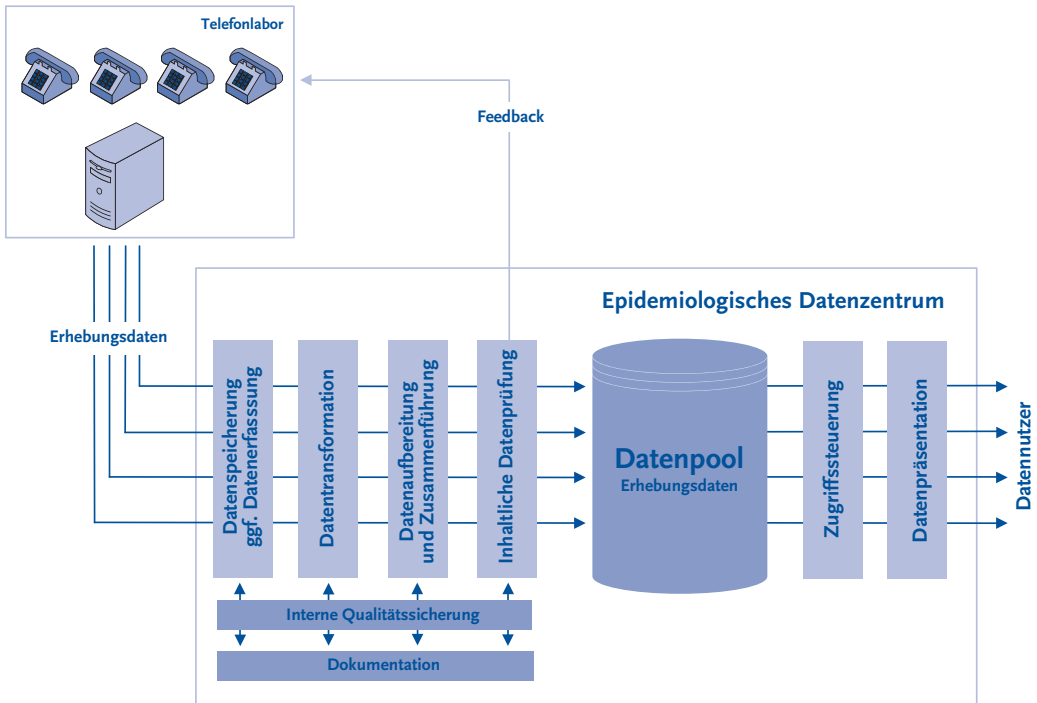 Telefonlabor
Feedback
Epidemiologisches Datenzentrum
Erhebungsdaten
Datenspeicherung
ggf. Datenerfasssung
Datentransformation
Datenaufbereitung
und Zusammenführung
Inhaltliche Datenprüfung
Datenpool
Erhebungsdaten
Zugriffssteuerung
Datenpräsentation
Datennutzer
Interne Qualitätssicherung
Dokumentation